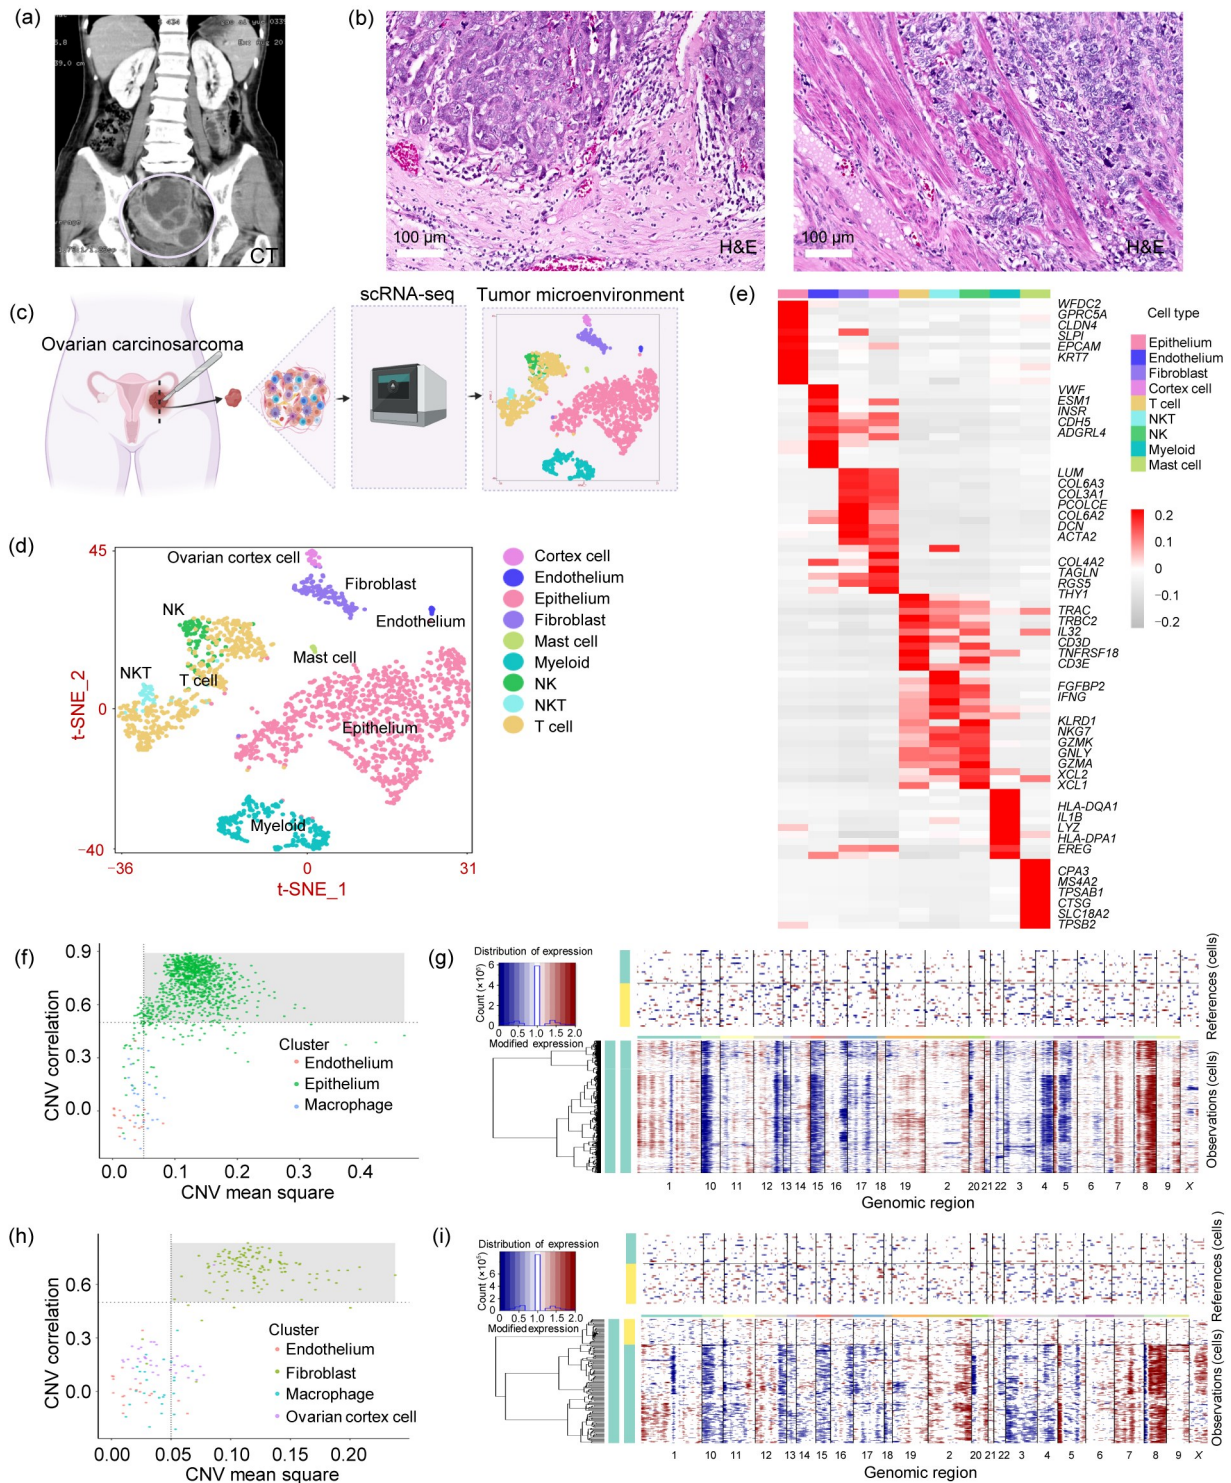 (a)
434
0339
5.8
Ex: Aug 20
39.0 cm
CT
(b)
100 μm
H&E
100 μm
H&E
(c)
Ovarian carcinosarcoma
scRNA-seq
Tumor microenvironment
(d)
45
0
−40
t-SNE_2
−36
0
31
t-SNE_1
Ovarian cortex cell
Fibroblast
Endothelium
NK
Mast cell
NKT
T cell
Epithelium
Myeloid
Cortex cell
Endothelium
Epithelium
Fibroblast
Mast cell
Myeloid
NK
NKT
T cell
(e)
WFDC2
GPRC5A
CLDN4
SLPI
EPCAM
KRT7
VWF
ESM1
INSR
CDH5
ADGRL4
LUM
COL6A3
COL3A1
PCOLCE
COL6A2
DCN
ACTA2
COL4A2
TAGLN
RGS5
THY1
TRAC
TRBC2
IL32
CD3D
TNFRSF18
CD3E
FGFBP2
IFNG
KLRD1
NKG7
GZMK
GNLY
GZMA
XCL2
XCL1
HLA-DQA1
IL1B
LYZ
HLA-DPA1
EREG
CPA3
MS4A2
TPSAB1
CTSG
SLC18A2
TPSB2
Cell type
Epithelium
Endothelium
Fibroblast
Cortex cell
T cell
NKT
NK
Myeloid
Mast cell
0.2
0.1
0
−0.1
−0.2
(f)
0.9
0.6
0.3
0.0
CNV correlation
Cluster
Endothelium
Epithelium
Macrophage
0.0 0.1 0.2 0.3 0.4
CNV mean square
(g)
Distribution of expression
6
4
2
0
Count (×10⁶)
0 0.5 1.0 1.5 2.0
Modified expression
References (cells)
Observations (cells)
1 10 11 12 13 14 15 16 17 18 19 2 20 21 22 3 4 5 6 7 8 9 X
Genomic region
(h)
0.6
0.3
0.0
CNV correlation
Cluster
Endothelium
Fibroblast
Macrophage
Ovarian cortex cell
0.00 0.05 0.10 0.15 0.20
CNV mean square
(i)
Distribution of expression
8
6
4
2
0
Count (×10⁵)
0 0.5 1.0 1.5 2.0
Modified expression
References (cells )
Observations (cells)
1 10 11 12 13 14 15 16 17 18 19 2 20 21 22 3 4 5 6 7 8 9 X
Genomic region